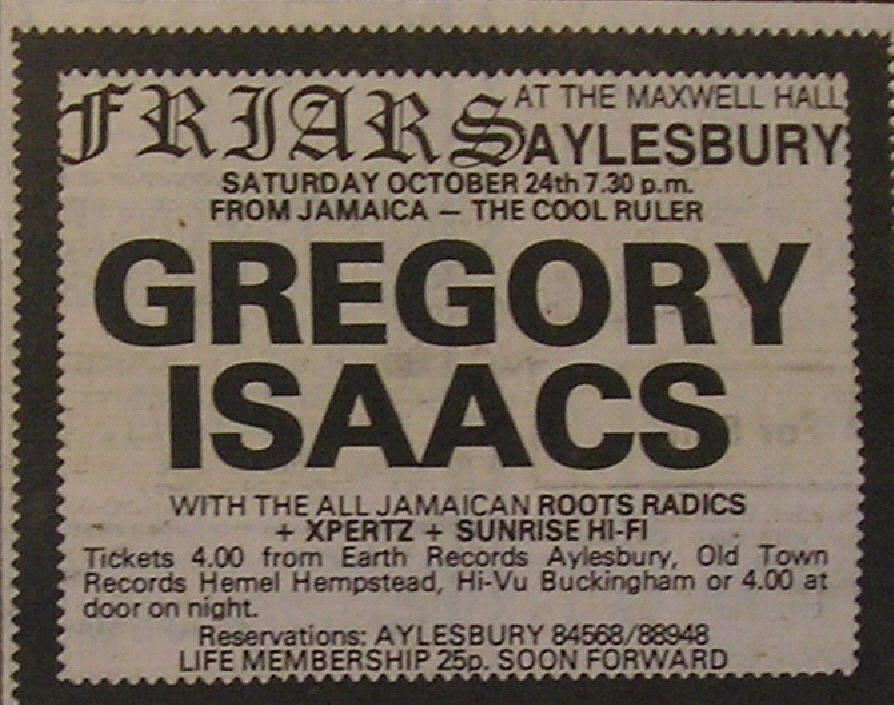 FRIARS AT THE MAXWELL HALL
AYLESBURY
SATURDAY OCTOBER 24th 7.30 p.m.
FROM JAMAICA — THE COOL RULER
GREGORY
ISAACS
WITH THE ALL JAMAICAN ROOTS RADICS
+ XPERTZ + SUNRISE HI-FI
Tickets 4.00 from Earth Records Aylesbury, Old Town
Records Hemel Hempstead, Hi-Vu Buckingham or 4.00 at
door on night.
Reservations: AYLESBURY 84568/88948
LIFE MEMBERSHIP 25p. SOON FORWARD